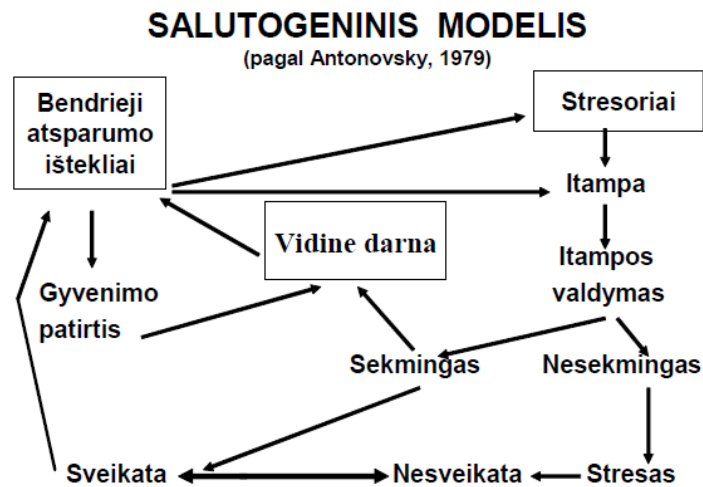 SALUTOGENINIS MODELIS
(pagal Antonovsky, 1979)
Bendrieji
atsparumo
ištekliai
Stresoriai
Itampa
Vidine darna
Itampos
valdymas
Gyvenimo
patirtis
Sekmingas
Nesekmingas
Sveikata
Nesveikata
Stresas